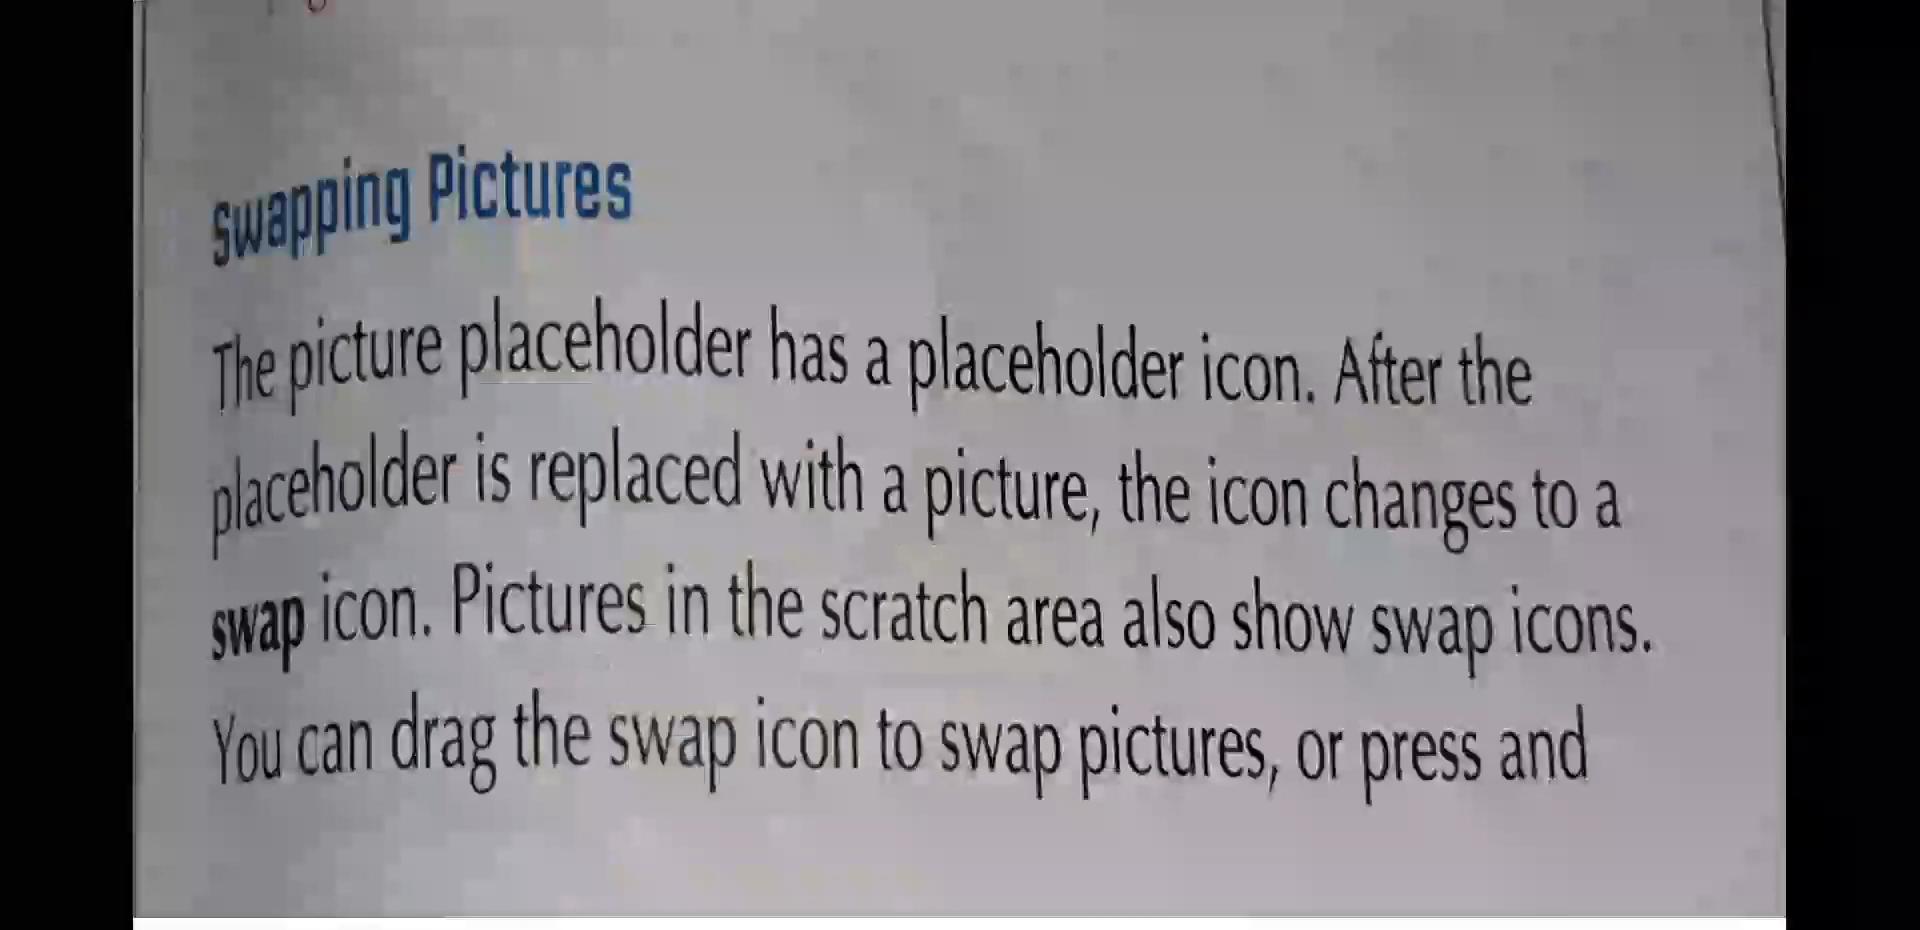 Swapping Pictures
The picture placeholder has a placeholder icon. After the
placeholder is replaced with a picture, the icon changes to a
swap icon. Pictures in the scratch area also show swap icons.
You can drag the swap icon to swap pictures, or press and